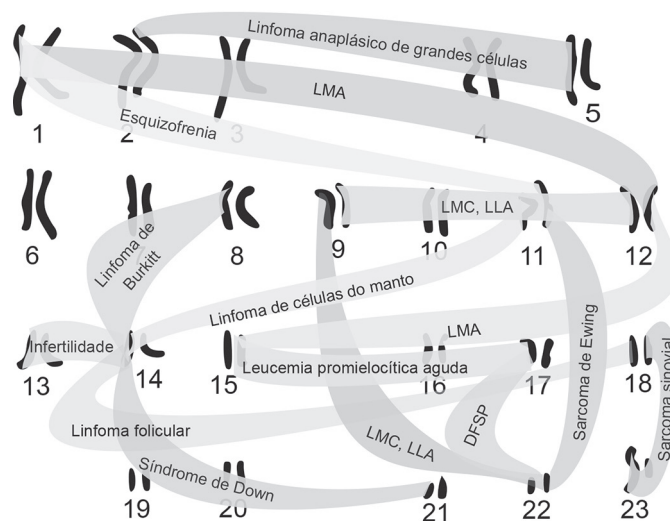 Linfoma anaplásico de grandes células
LMA
Esquizofrenia
1
2
3
4
5
Linfoma de
Burkitt
LMC, LLA
6
7
8
9
10
11
12
Linfoma de células do manto
LMA
Infertilidade
Leucemia promielocítica aguda
Sarcoma de Ewing
Sarcoma sinovial
13
14
15
16
17
18
Linfoma folicular
LMC, LLA
DFSP
Síndrome de Down
19
20
21
22
23